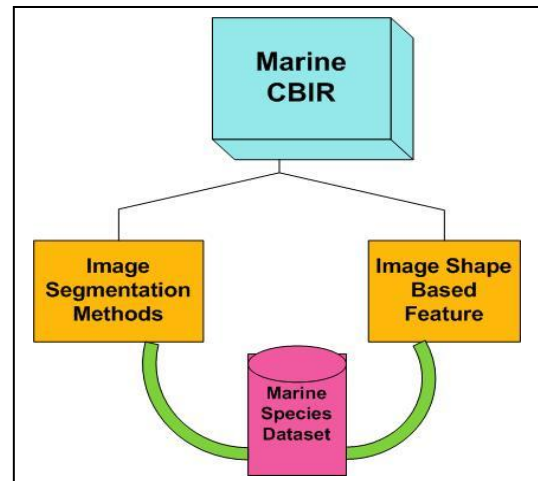 Marine
CBIR
Image
Segmentation
Methods
Image Shape
Based
Feature
Marine
Species
Dataset